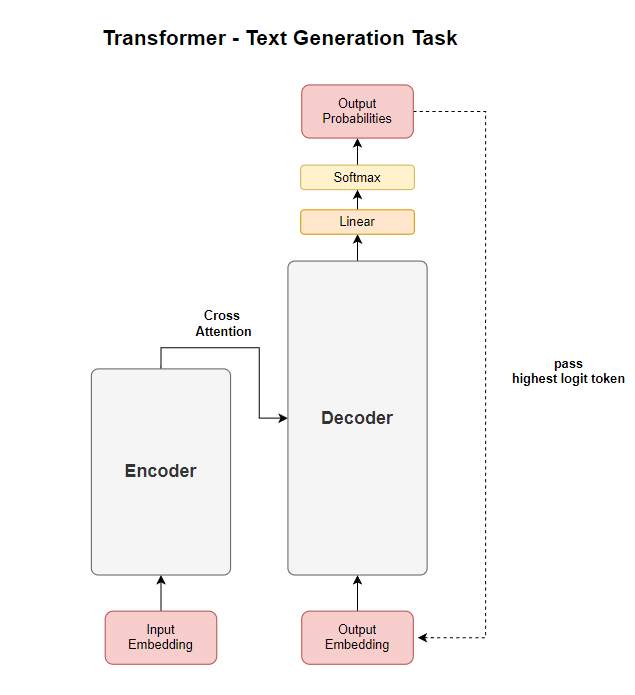 Transformer - Text Generation Task
Output
Probabilities
Softmax
Linear
Cross
Attention
pass
highest logit token
Decoder
Encoder
Input
Embedding
Output
Embedding